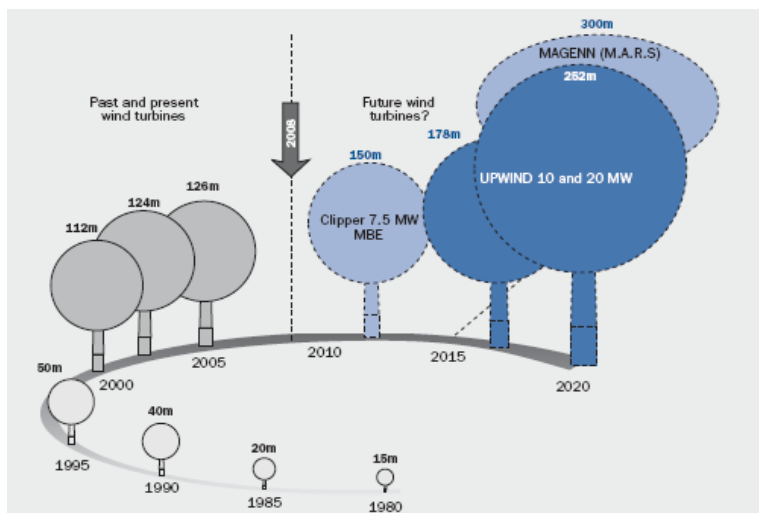 300m
MAGENN (M.A.R.S)
252m
Past and present
wind turbines
2008
Future wind
turbines?
178m
150m
UPWIND 10 and 20 MW
126m
124m
112m
Clipper 7.5 MW
MBE
2010
2015
2005
2000
2020
50m
40m
20m
15m
1995
1990
1985
1980